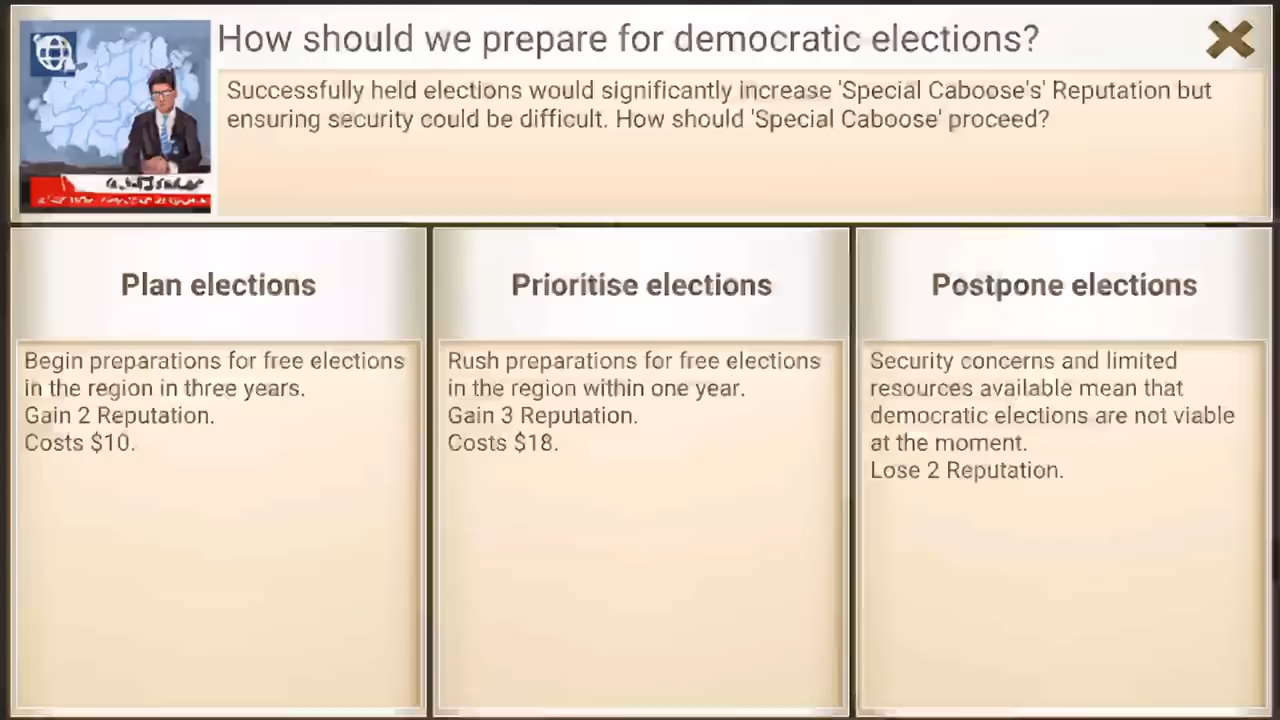 How should we prepare for democratic elections?
Successfully held elections would significantly increase 'Special Caboose's' Reputation but
ensuring security could be difficult. How should 'Special Caboose' proceed?
Plan elections
Begin preparations for free elections
in the region in three years.
Gain 2 Reputation.
Costs $10.
Prioritise elections
Rush preparations for free elections
in the region within one year.
Gain 3 Reputation.
Costs $18.
Postpone elections
Security concerns and limited
resources available mean that
democratic elections are not viable
at the moment.
Lose 2 Reputation.